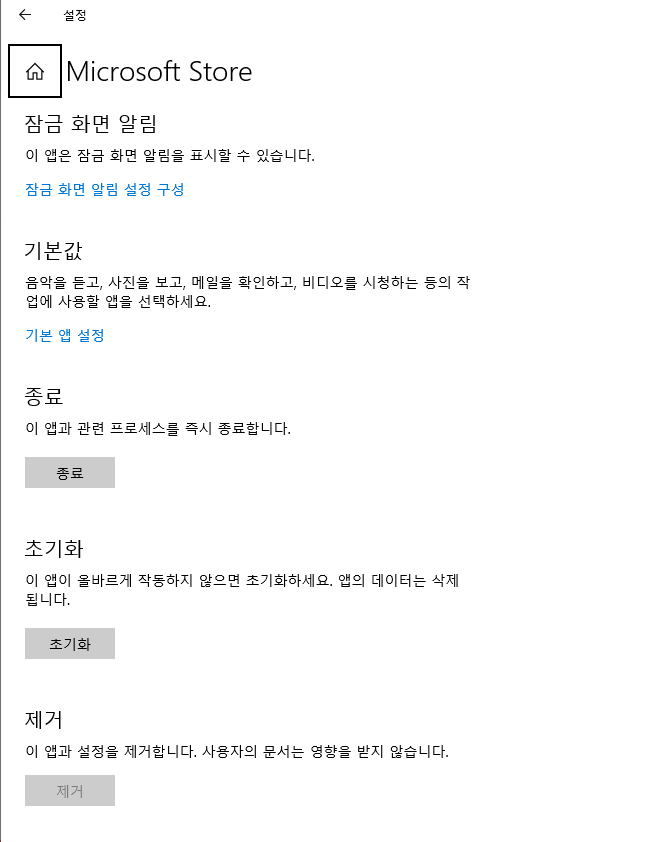 설정
Microsoft Store
잠금 화면 알림
이 앱은 잠금 화면 알림을 표시할 수 있습니다.
잠금 화면 알림 설정 구성
기본값
음악을 듣고, 사진을 보고, 메일을 확인하고, 비디오를 시청하는 등의 작
업에 사용할 앱을 선택하세요.
기본 앱 설정
종료
이 앱과 관련 프로세스를 즉시 종료합니다.
종료
초기화
이 앱이 올바르게 작동하지 않으면 초기화하세요. 앱의 데이터는 삭제
됩니다.
초기화
제거
이 앱과 설정을 제거합니다. 사용자의 문서는 영향을 받지 않습니다.
제거